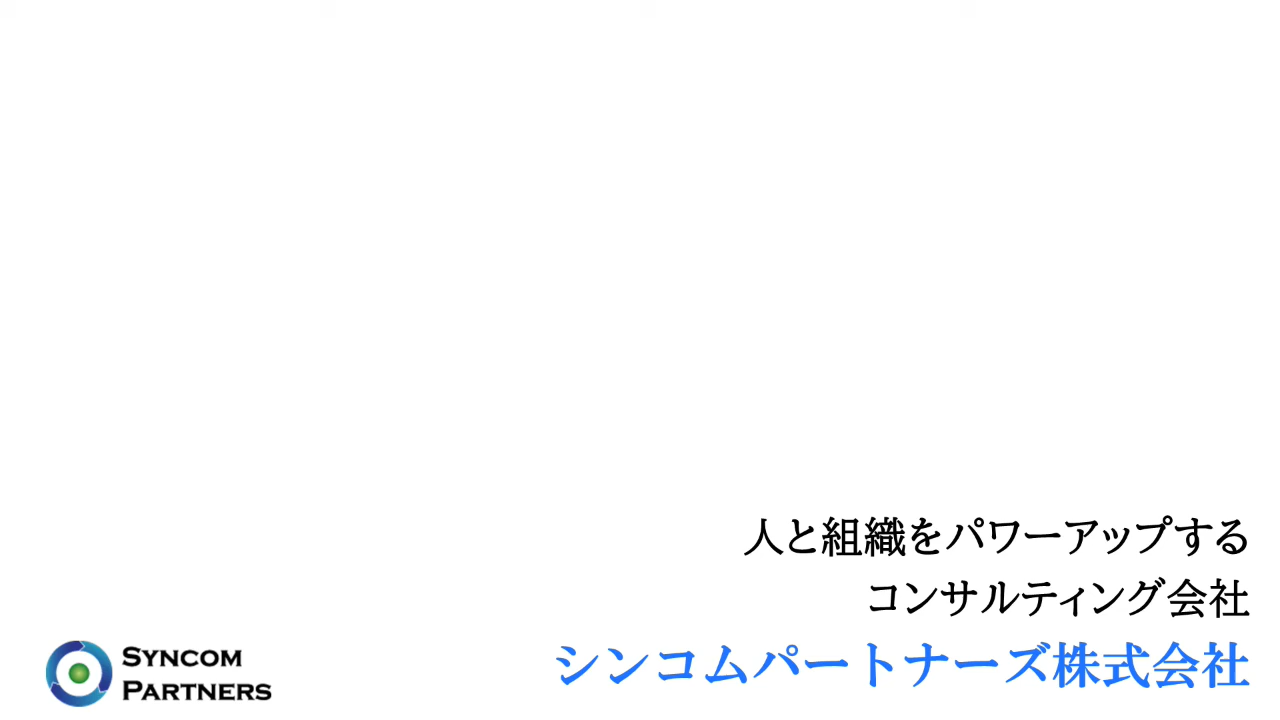 人と組織をパワーアップする
コンサルティング会社
シンコムパートナーズ株式会社
SYNCOM
PARTNERS